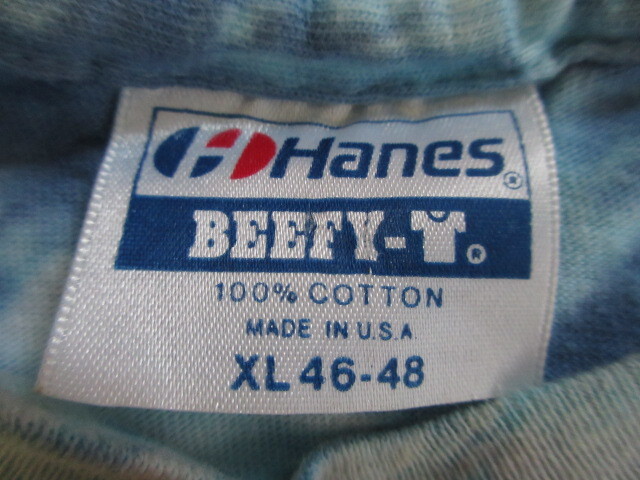 Hanes®
BEEFY-T®
100% COTTON
MADE IN U.S.A
XL 46-48